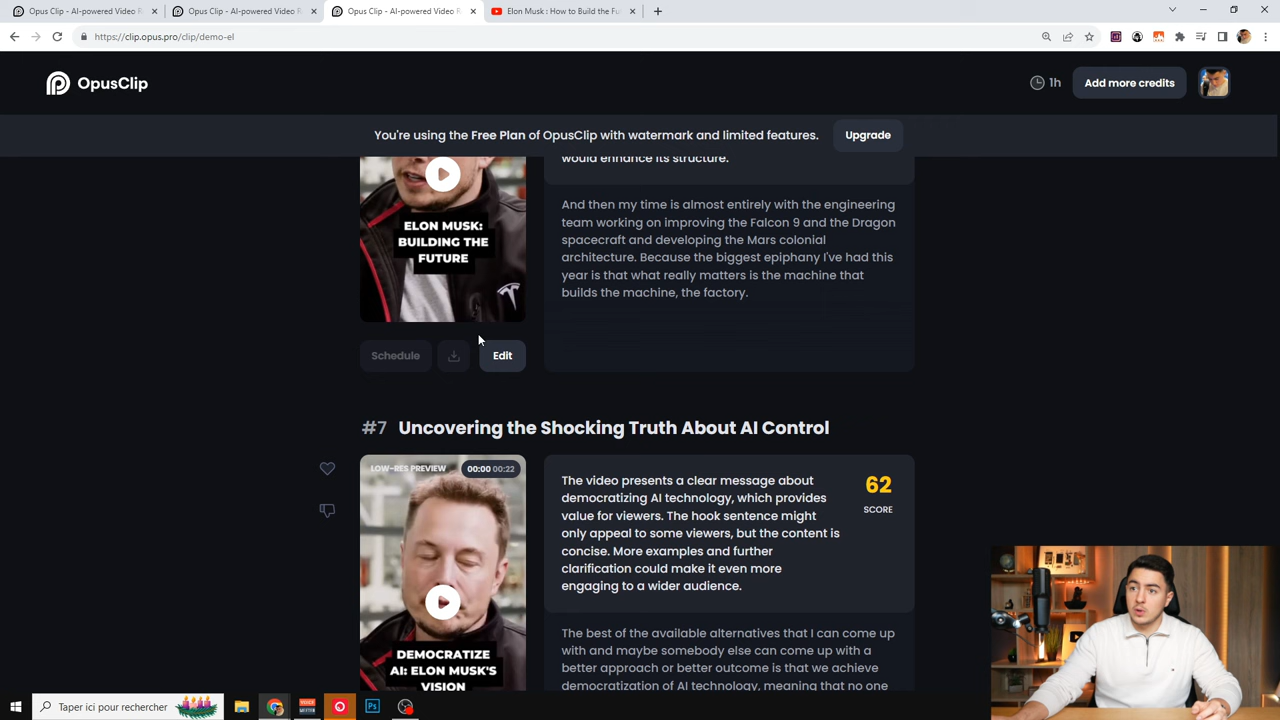 Opus Clip - AI-powered Video R
Opus Clip - AI-powered Video R
Opus Clip - AI-powered Video R
Elon Musk : How to Build the Fu
https://clip.opus.pro/clip/demo-el
OpusClip
1h
Add more credits
You're using the Free Plan of OpusClip with watermark and limited features.
Upgrade
would enhance its structure.
ELON MUSK:
BUILDING THE
FUTURE
And then my time is almost entirely with the engineering
team working on improving the Falcon 9 and the Dragon
spacecraft and developing the Mars colonial
architecture. Because the biggest epiphany I've had this
year is that what really matters is the machine that
builds the machine, the factory.
Schedule
Edit
#7 Uncovering the Shocking Truth About AI Control
LOW-RES PREVIEW
00:00 00:22
The video presents a clear message about
democratizing AI technology, which provides
value for viewers. The hook sentence might
only appeal to some viewers, but the content is
concise. More examples and further
clarification could make it even more
engaging to a wider audience.
62
SCORE
DEMOCRATIZE
AI: ELON MUSK'S
VISION
The best of the available alternatives that I can come up
with and maybe somebody else can come up with a
better approach or better outcome is that we achieve
democratization of AI technology, meaning that no one
Taper ici pour rechercher
Ps